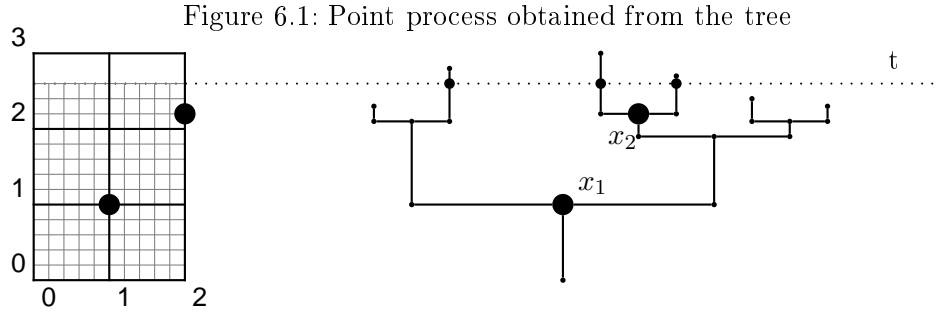 Figure 6.1: Point process obtained from the tree
3
t
2
x₂
x₁
1
0
0 1 2